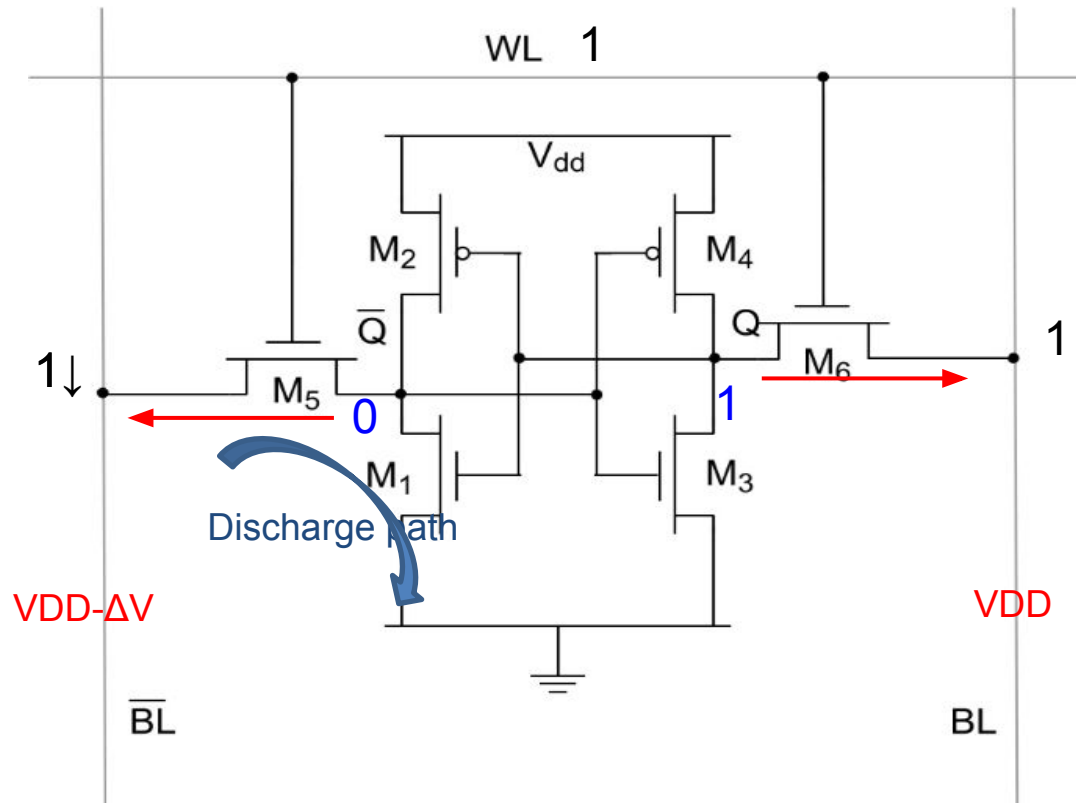 WL 1
Vdd
M2
M4
Q̅
Q
1
M6
1↓
M5
0
1
M1
M3
Discharge path
VDD-ΔV
VDD
B̅L̅
BL